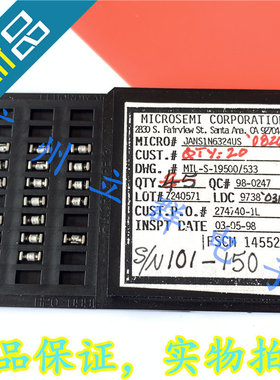 品
MICROSEMI CORPORATION
2830 S. Fairview St. Santa Ana, CA 92704
MICRO# JANS1N6324US
CUST.# QTY: 20
DWG. # MIL-S-19500/533
QTY 45 QC# 98-0247
LOT# 7240571 LDC 9738
CUST.P.O.# 274740-JL
INSPT DATE 03-05-98
FSCM 14552
S/N 101-150
品保证，实物拍